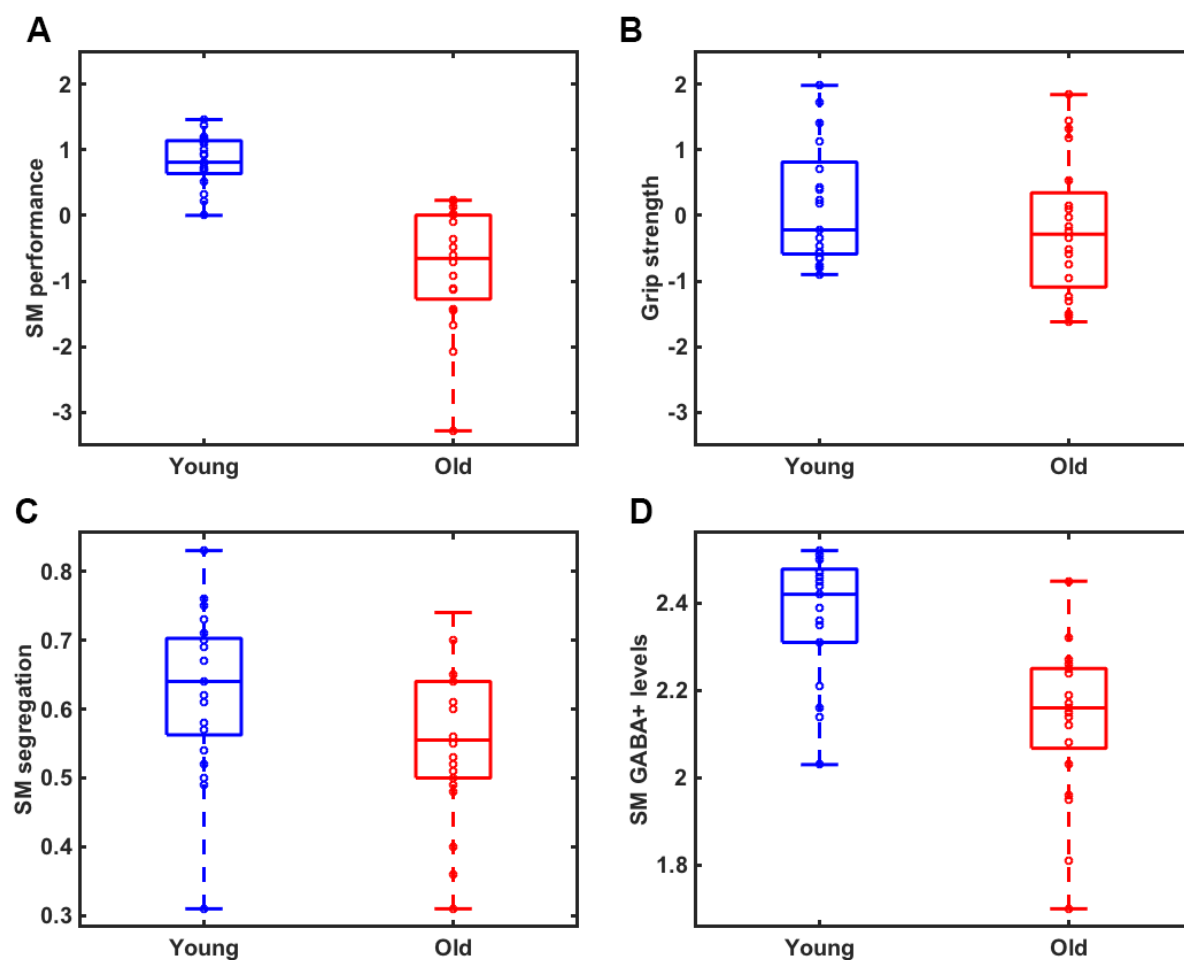 A
B
SM performance
2
1
0
-1
-2
-3
Young
Old
Grip strength
2
1
0
-1
-2
-3
Young
Old
C
D
SM segregation
0.8
0.7
0.6
0.5
0.4
0.3
Young
Old
SM GABA+ levels
2.4
2.2
2
1.8
Young
Old